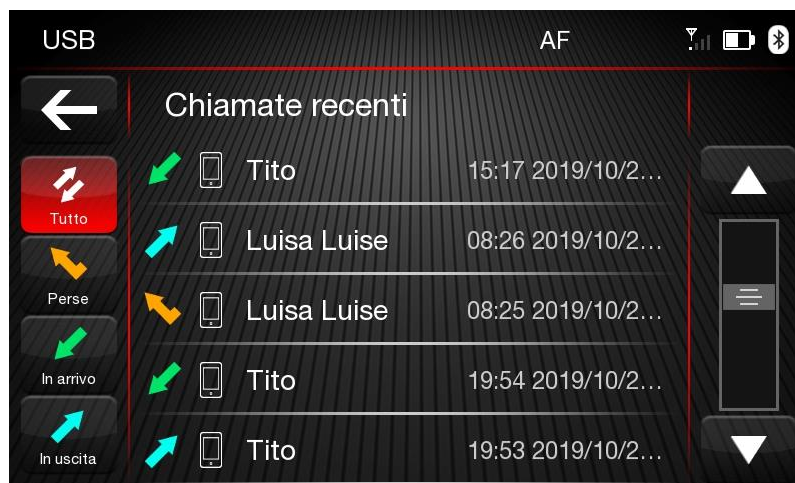 USB AF
Chiamate recenti
Tutto
Perse
In arrivo
In uscita
Tito 15:17 2019/10/2...
Luisa Luise 08:26 2019/10/2...
Luisa Luise 08:25 2019/10/2...
Tito 19:54 2019/10/2...
Tito 19:53 2019/10/2...